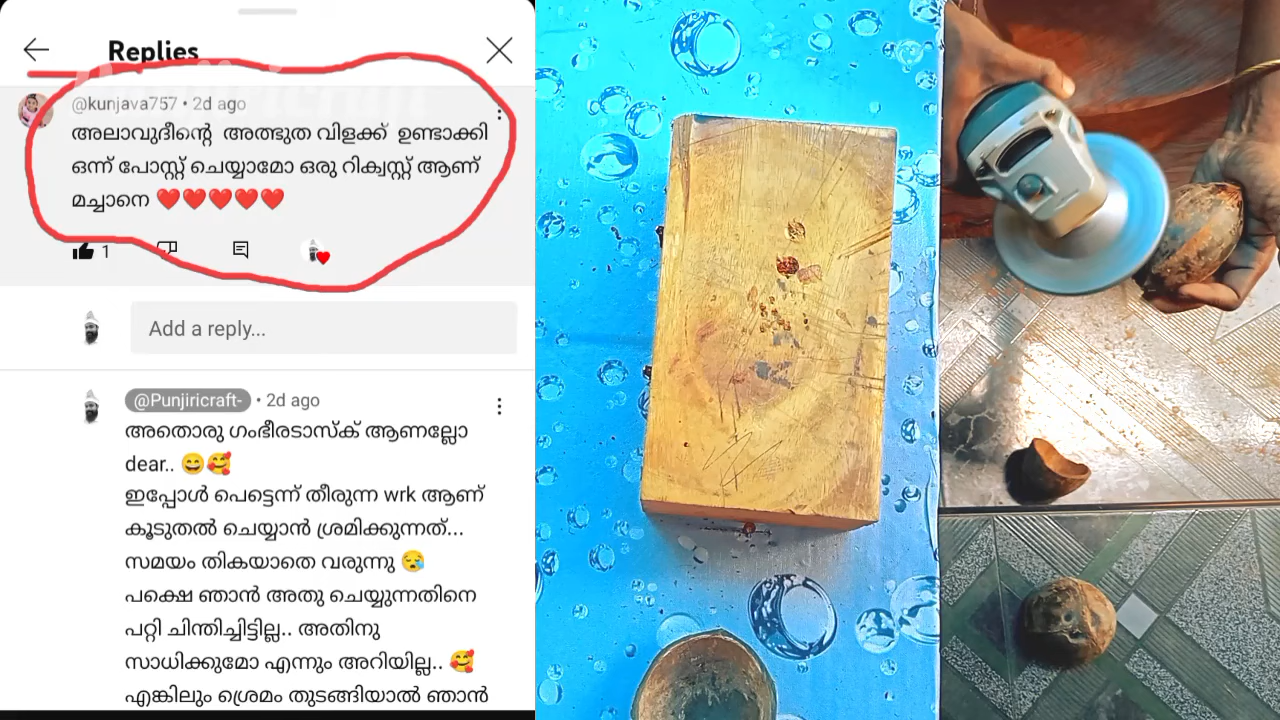 Replies
@kunjava757 • 2d ago
അലാവുദീന്റെ അത്ഭുത വിളക്ക് ഉണ്ടാക്കി
ഒന്ന് പോസ്റ്റ് ചെയ്യാമോ ഒരു റിക്വസ്റ്റ് ആണ്
മച്ചാനെ ❤️❤️❤️❤️❤️
1
Add a reply...
@Punjiricraft- • 2d ago
അതൊരു ഗംഭീരടാസ്ക് ആണല്ലോ
dear.. 😄🥰
ഇപ്പോൾ പെട്ടെന്ന് തീരുന്ന wrk ആണ്
കൂടുതൽ ചെയ്യാൻ ശ്രമിക്കുന്നത്...
സമയം തികയാതെ വരുന്നു 😪
പക്ഷെ ഞാൻ അതു ചെയ്യുന്നതിനെ
പറ്റി ചിന്തിച്ചിട്ടില്ല.. അതിനു
സാധിക്കുമോ എന്നും അറിയില്ല.. 🥰
എങ്കിലും ശ്രെമം തുടങ്ങിയാൽ ഞാൻ